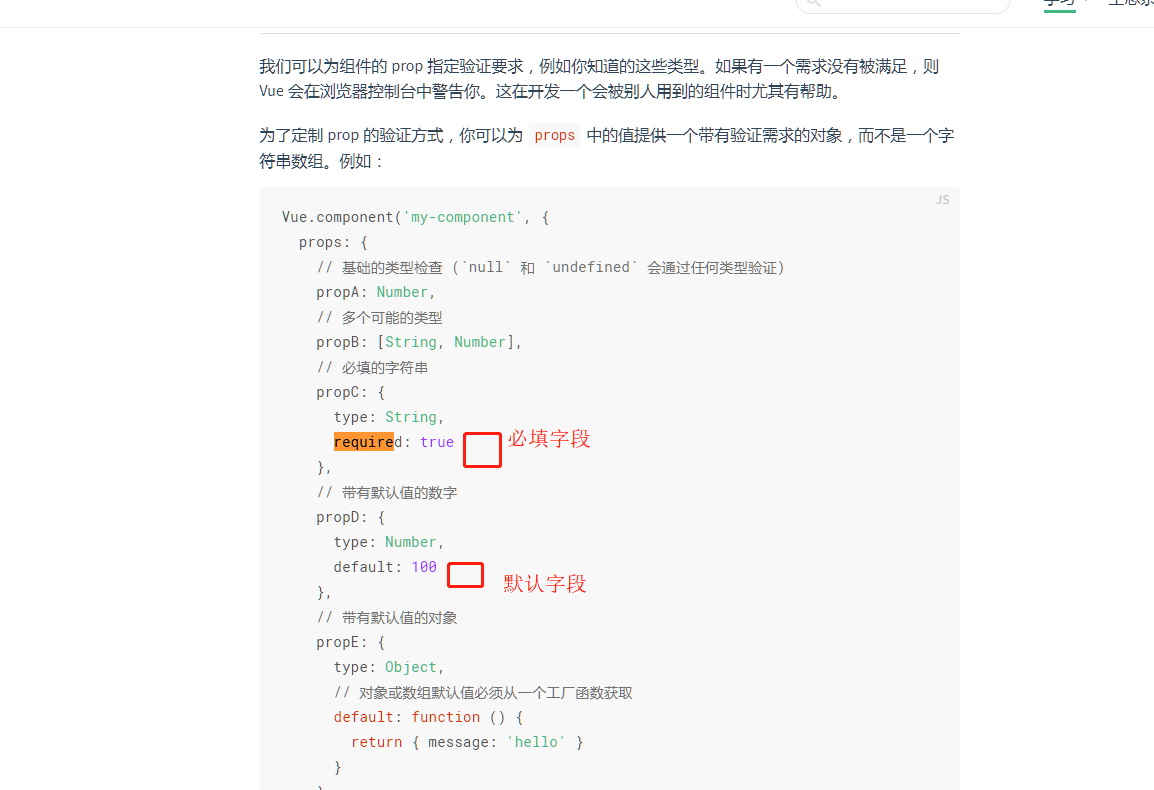 学习
我们可以为组件的 prop 指定验证要求，例如你知道的这些类型。如果有一个需求没有被满足，则
Vue 会在浏览器控制台中警告你。这在开发一个会被别人用到的组件时尤其有帮助。
为了定制 prop 的验证方式，你可以为 props 中的值提供一个带有验证需求的对象，而不是一个字
符串数组。例如：
JS
Vue.component('my-component', {
  props: {
    // 基础的类型检查 (`null` 和 `undefined` 会通过任何类型验证)
    propA: Number,
    // 多个可能的类型
    propB: [String, Number],
    // 必填的字符串
    propC: {
      type: String,
      required: true 必填字段
    },
    // 带有默认值的数字
    propD: {
      type: Number,
      default: 100 默认字段
    },
    // 带有默认值的对象
    propE: {
      type: Object,
      // 对象或数组默认值必须从一个工厂函数获取
      default: function () {
        return { message: 'hello' }
      }